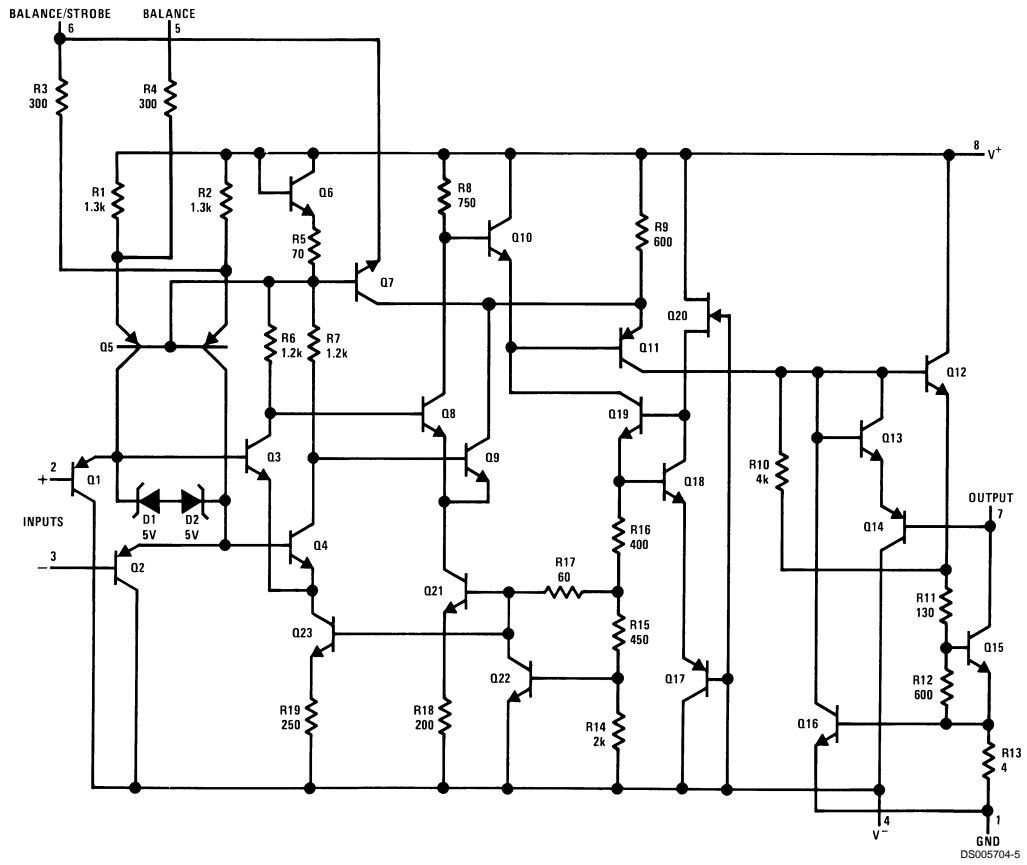 BALANCE/STROBE BALANCE
6 5
R3
300
R4
300
8 V+
R1
1.3k
R2
1.3k
Q6
R8
750
Q10
R5
70
R9
600
Q7
Q20
Q5
R6
1.2k
R7
1.2k
Q11
Q12
Q8
Q19
Q13
2
+
Q1
Q3
Q9
R10
4k
Q18
INPUTS
D1
5V
D2
5V
OUTPUT
7
Q14
3
−
Q2
Q4
R16
400
R17
60
Q21
R11
130
Q23
R15
450
Q15
Q22
Q17
R12
600
R19
250
R18
200
R14
2k
Q16
R13
4
4
V−
1
GND
DS005704-5